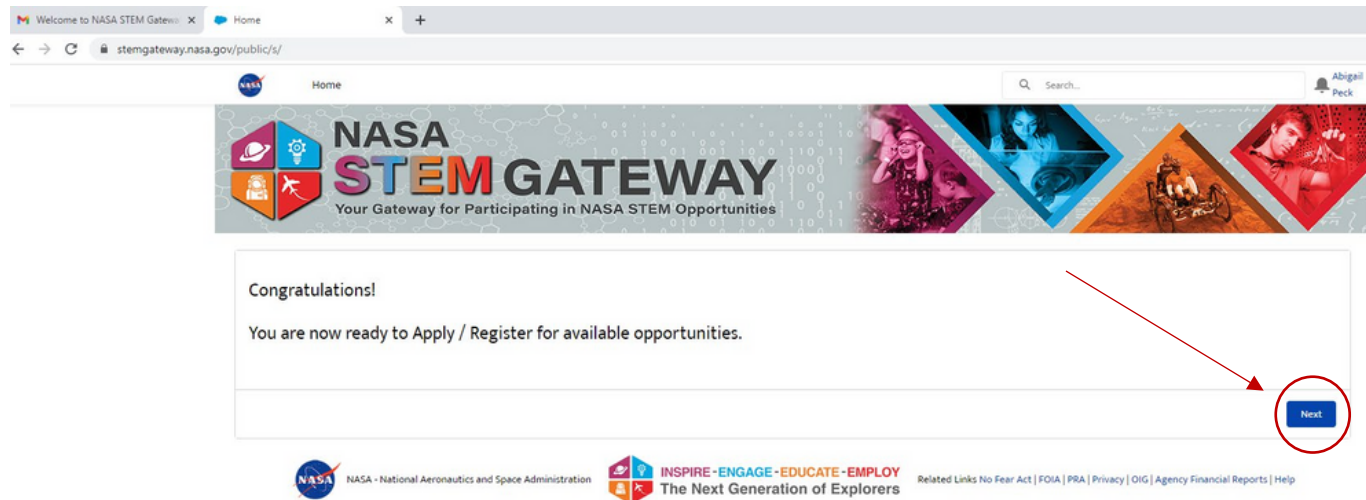 Welcome to NASA STEM Gatewa
Home
stemgateway.nasa.gov/public/s/
NASA
Home
Search...
Abigail
Peck
NASA
STEM GATEWAY
Your Gateway for Participating in NASA STEM Opportunities
Congratulations!
You are now ready to Apply / Register for available opportunities.
Next
NASA
NASA - National Aeronautics and Space Administration
INSPIRE - ENGAGE - EDUCATE - EMPLOY
The Next Generation of Explorers
Related Links No Fear Act | FOIA | PRA | Privacy | OIG | Agency Financial Reports | Help